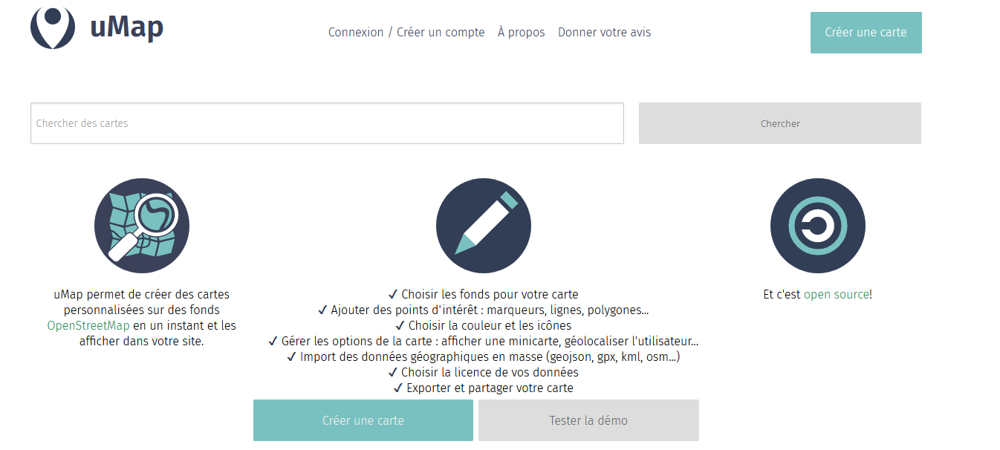 uMap
Connexion / Créer un compte À propos Donner votre avis
Créer une carte
Chercher des cartes
Chercher
uMap permet de créer des cartes
personnalisées sur des fonds
OpenStreetMap en un instant et les
afficher dans votre site.
✔ Choisir les fonds pour votre carte
✔ Ajouter des points d'intérêt : marqueurs, lignes, polygones...
✔ Choisir la couleur et les icônes
✔ Gérer les options de la carte : afficher une minicarte, géolocaliser l'utilisateur...
✔ Import des données géographiques en masse (geojson, gpx, kml, osm...)
✔ Choisir la licence de vos données
✔ Exporter et partager votre carte
Et c'est open source!
Créer une carte
Tester la démo